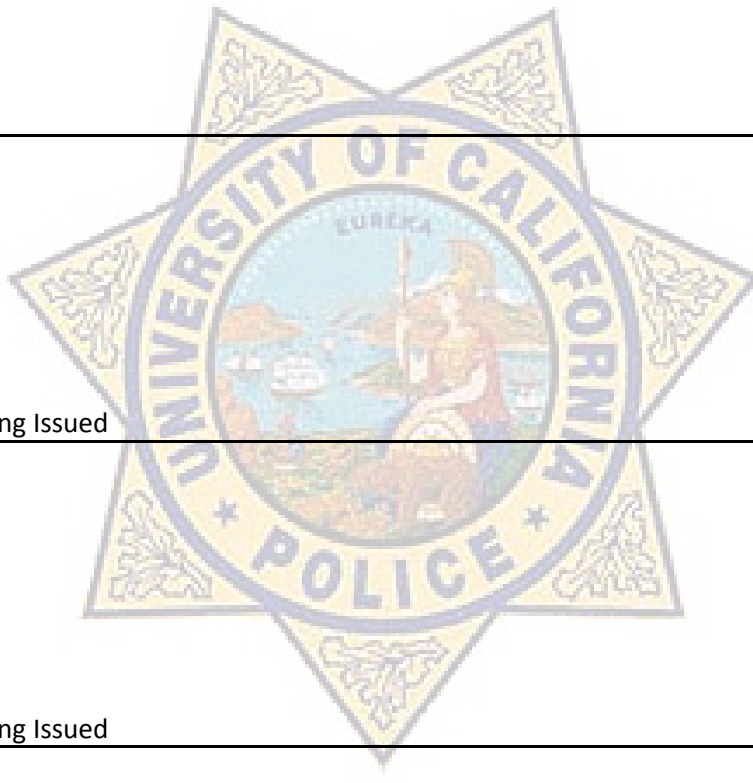 UNIVERSITY OF CALIFORNIA
EUREKA
ng Issued
POLICE
ng Issued